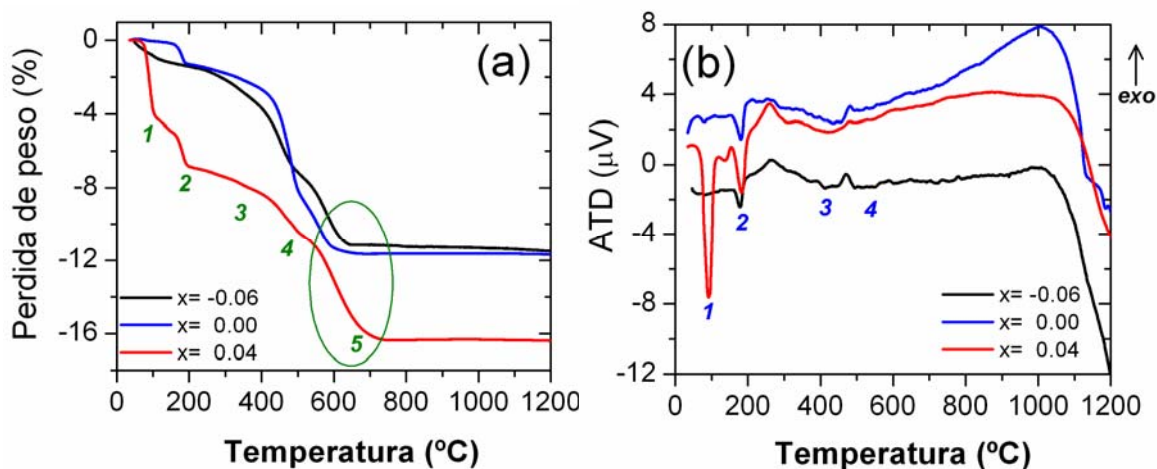 (a)
Perdida de peso (%)
0
-4
-8
-12
-16
1
2
3
4
5
x= -0.06
x= 0.00
x= 0.04
0 200 400 600 800 1000 1200
Temperatura (ºC)
(b)
ATD (µV)
8
4
0
-4
-8
-12
exo
1
2
3
4
x= -0.06
x= 0.00
x= 0.04
0 200 400 600 800 1000 1200
Temperatura (ºC)